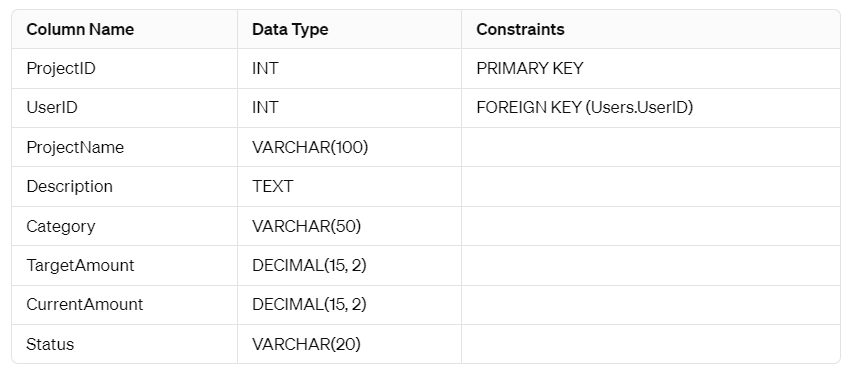 Column Name Data Type Constraints
ProjectID INT PRIMARY KEY
UserID INT FOREIGN KEY (Users.UserID)
ProjectName VARCHAR(100)
Description TEXT
Category VARCHAR(50)
TargetAmount DECIMAL(15, 2)
CurrentAmount DECIMAL(15, 2)
Status VARCHAR(20)